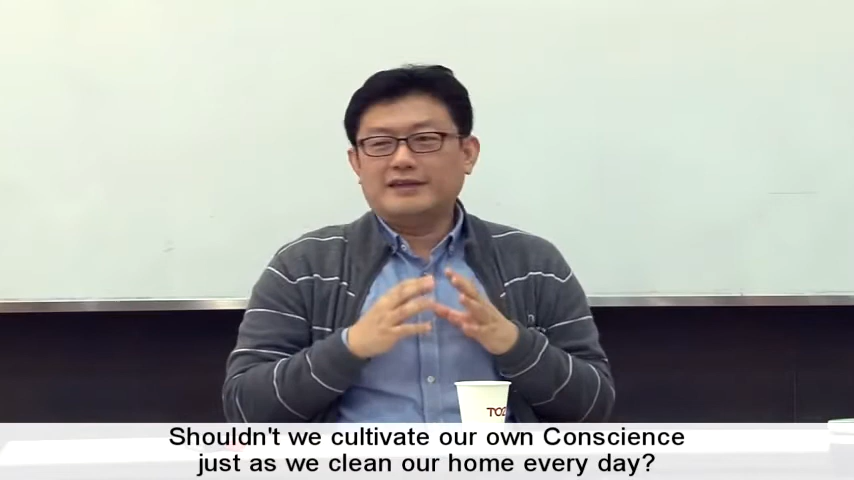 Shouldn't we cultivate our own Conscience
just as we clean our home every day?